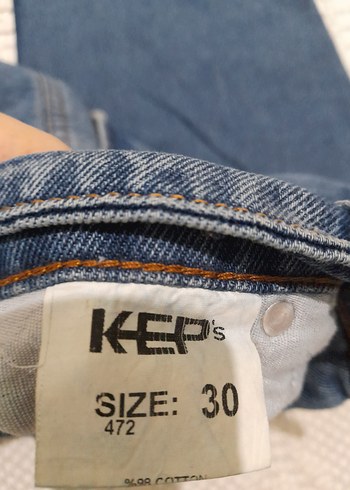 KEP's
SIZE: 30
472
%98 COTTON